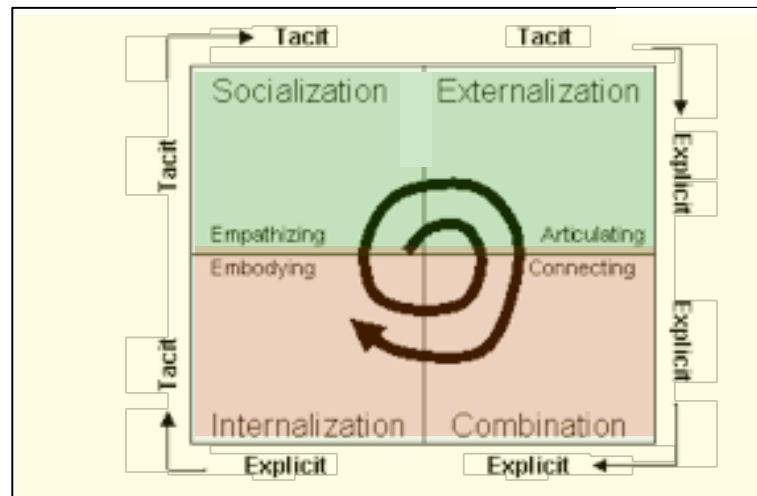 Tacit Tacit
Socialization Externalization
Tacit Explicit
Empathizing Articulating
Embodying Connecting
Tacit Explicit
Internalization Combination
Explicit Explicit